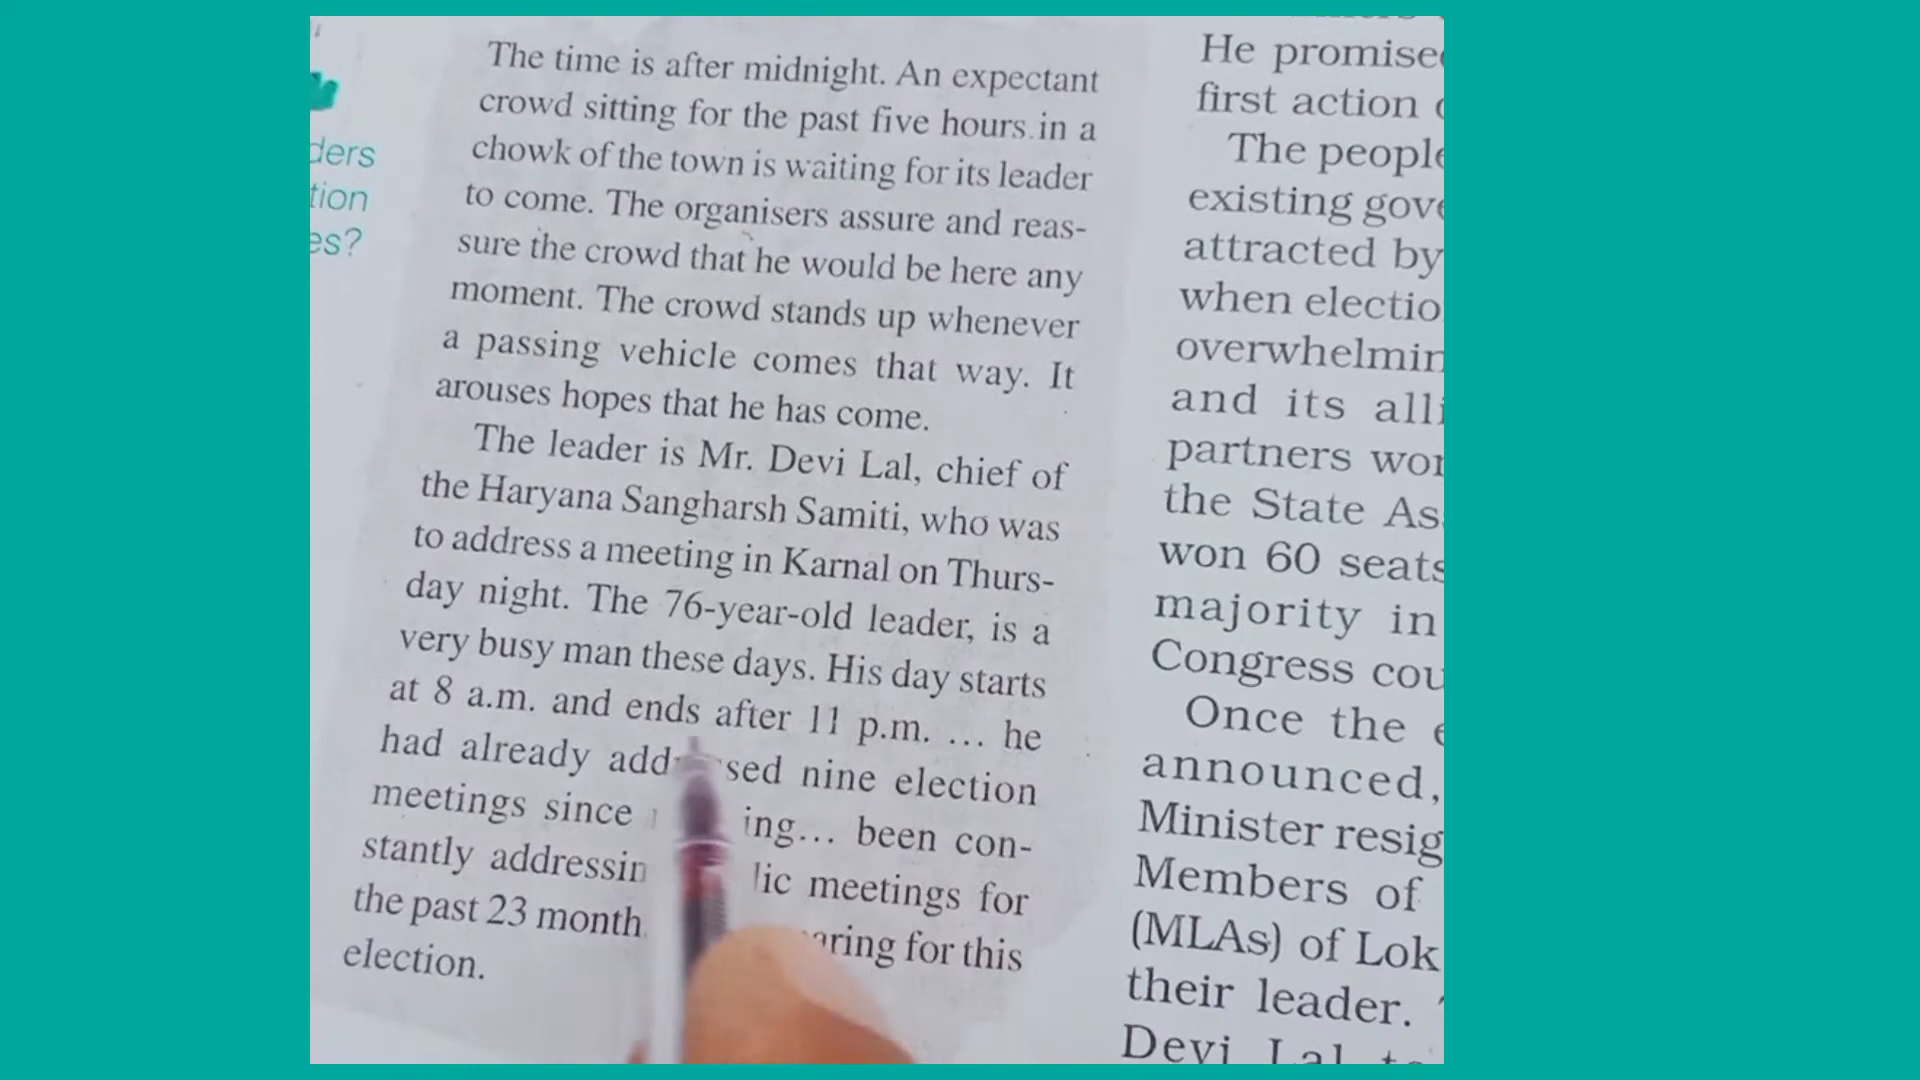 ders
tion
es?
The time is after midnight. An expectant
crowd sitting for the past five hours in a
chowk of the town is waiting for its leader
to come. The organisers assure and reas-
sure the crowd that he would be here any
moment. The crowd stands up whenever
a passing vehicle comes that way. It
arouses hopes that he has come.
The leader is Mr. Devi Lal, chief of
the Haryana Sangharsh Samiti, who was
to address a meeting in Karnal on Thurs-
day night. The 76-year-old leader, is a
very busy man these days. His day starts
at 8 a.m. and ends after 11 p.m. ... he
had already add sed nine election
meetings since ing... been con-
stantly addressin lic meetings for
the past 23 month aring for this
election.
He promise
first action
The people
existing gov
attracted by
when electio
overwhelmin
and its alli
partners wo
the State As
won 60 seats
majority in
Congress cou
Once the
announced,
Minister resig
Members of
(MLAs) of Lok
their leader.
Devi Lal